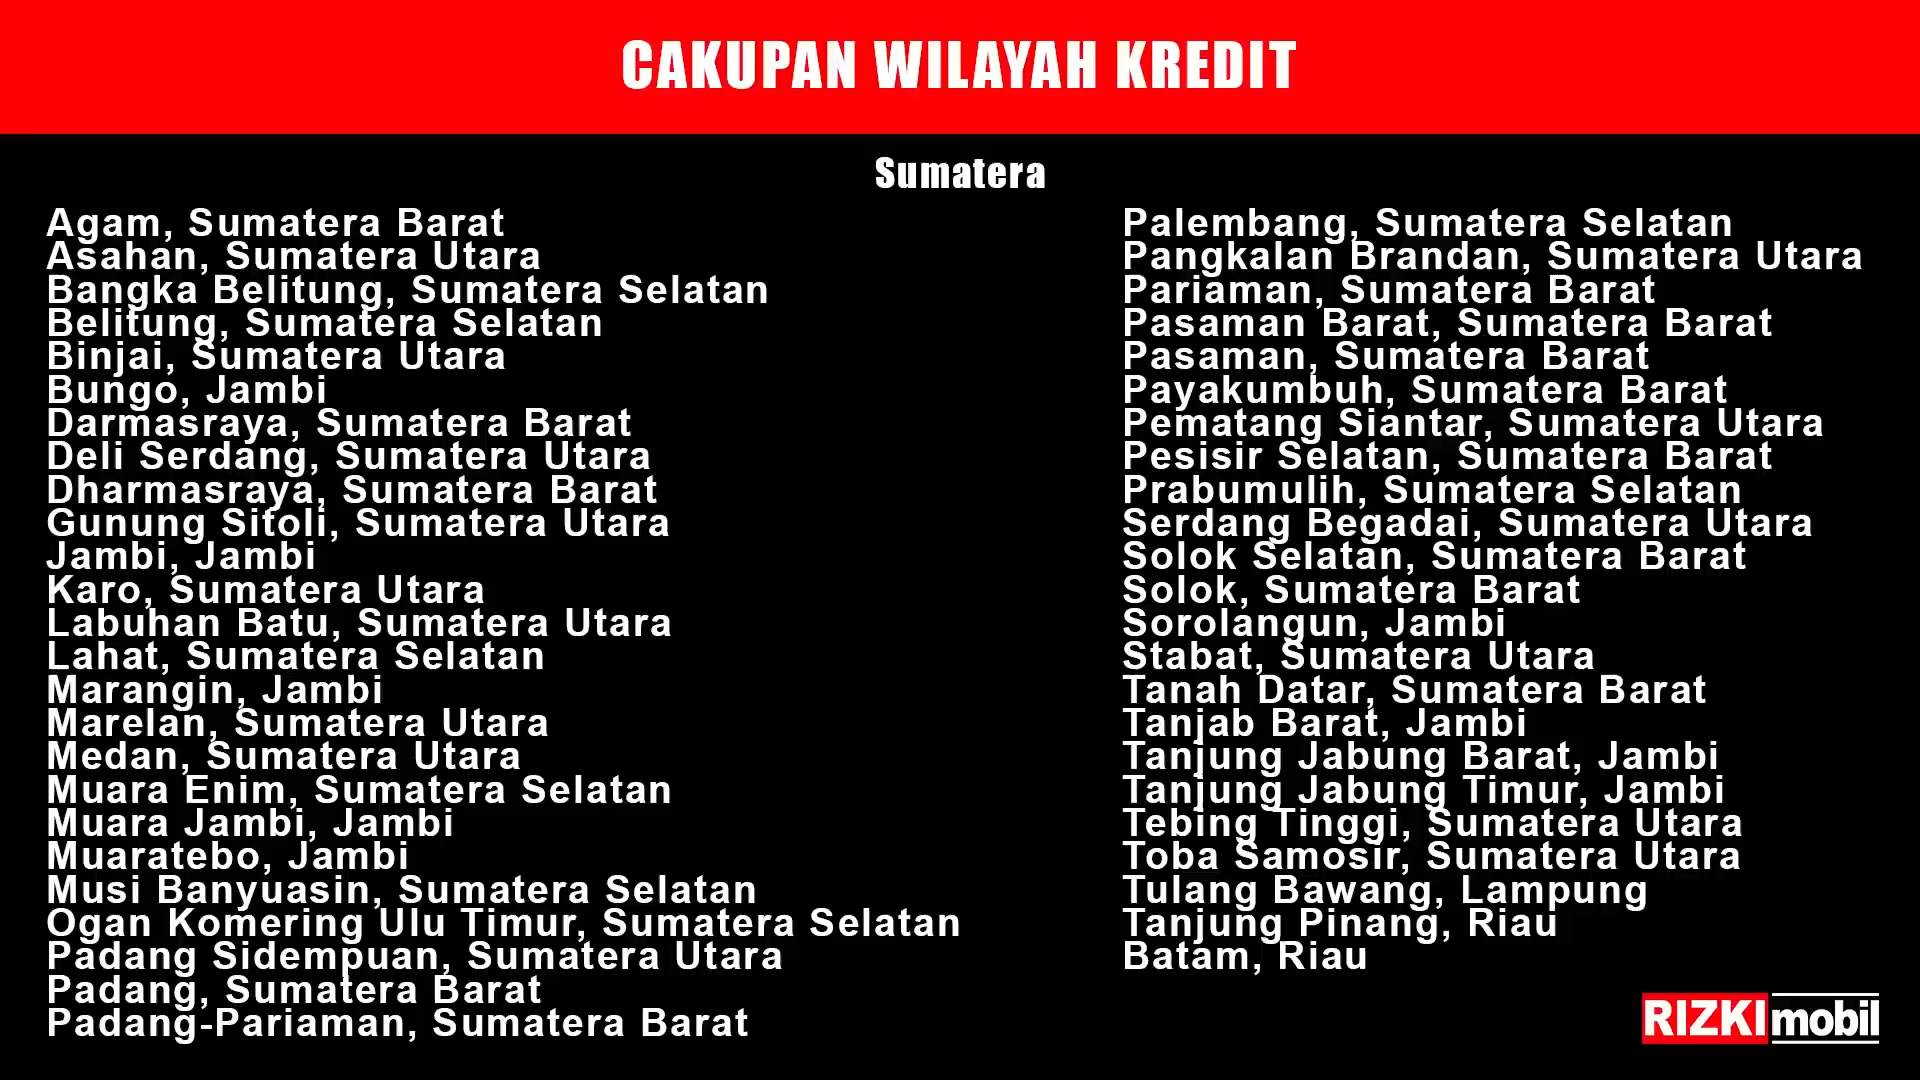 CAKUPAN WILAYAH KREDIT
Sumatera
Agam, Sumatera Barat
Asahan, Sumatera Utara
Bangka Belitung, Sumatera Selatan
Belitung, Sumatera Selatan
Binjai, Sumatera Utara
Bungo, Jambi
Darmasraya, Sumatera Barat
Deli Serdang, Sumatera Utara
Dharmasraya, Sumatera Barat
Gunung Sitoli, Sumatera Utara
Jambi, Jambi
Karo, Sumatera Utara
Labuhan Batu, Sumatera Utara
Lahat, Sumatera Selatan
Marangin, Jambi
Marelan, Sumatera Utara
Medan, Sumatera Utara
Muara Enim, Sumatera Selatan
Muara Jambi, Jambi
Muaratebo, Jambi
Musi Banyuasin, Sumatera Selatan
Ogan Komering Ulu Timur, Sumatera Selatan
Padang Sidempuan, Sumatera Utara
Padang, Sumatera Barat
Padang-Pariaman, Sumatera Barat
Palembang, Sumatera Selatan
Pangkalan Brandan, Sumatera Utara
Pariaman, Sumatera Barat
Pasaman Barat, Sumatera Barat
Pasaman, Sumatera Barat
Payakumbuh, Sumatera Barat
Pematang Siantar, Sumatera Utara
Pesisir Selatan, Sumatera Barat
Prabumulih, Sumatera Selatan
Serdang Begadai, Sumatera Utara
Solok Selatan, Sumatera Barat
Solok, Sumatera Barat
Sorolangun, Jambi
Stabat, Sumatera Utara
Tanah Datar, Sumatera Barat
Tanjab Barat, Jambi
Tanjung Jabung Barat, Jambi
Tanjung Jabung Timur, Jambi
Tebing Tinggi, Sumatera Utara
Toba Samosir, Sumatera Utara
Tulang Bawang, Lampung
Tanjung Pinang, Riau
Batam, Riau
RIZKI mobil